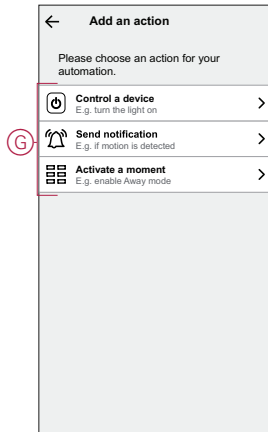 Add an action
Please choose an action for your
automation.
Control a device
E.g. turn the light on
G
Send notification
E.g. if motion is detected
Activate a moment
E.g. enable Away mode